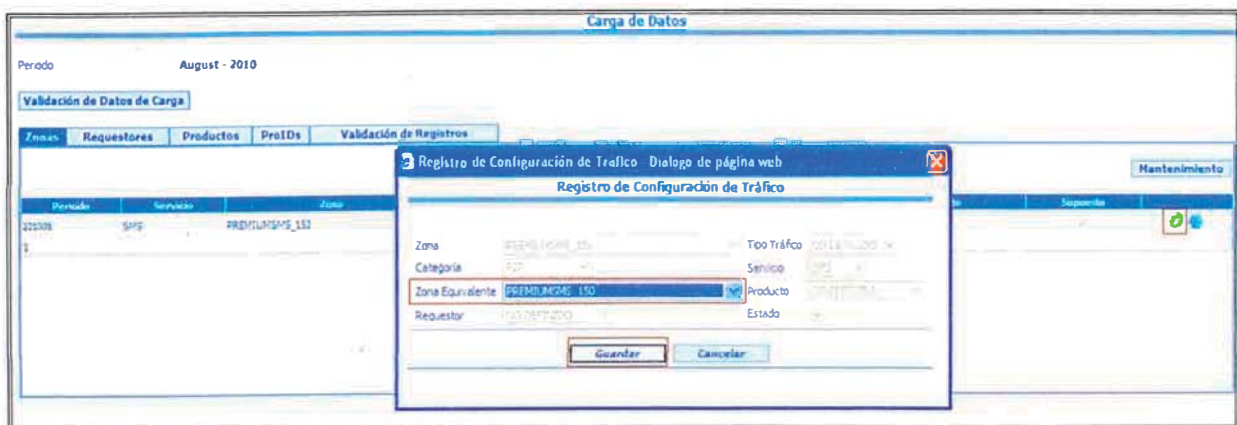 Carga de Datos
Periodo August - 2010
Validación de Datos de Carga
Zonas Requestores Productos ProIDs Validación de Registros
Registro de Configuración de Trafico Dialogo de página web
Mantenimiento
Registro de Configuración de Tráfico
Periodo Servicio Zona Supuesto
SMS PREMIUMSMS_152
Zona Tipo Tráfico
Categoría P2P Servicio
Zona Equivalente PREMIUMSMS_150 Producto
Requestor Estado
Guardar Cancelar